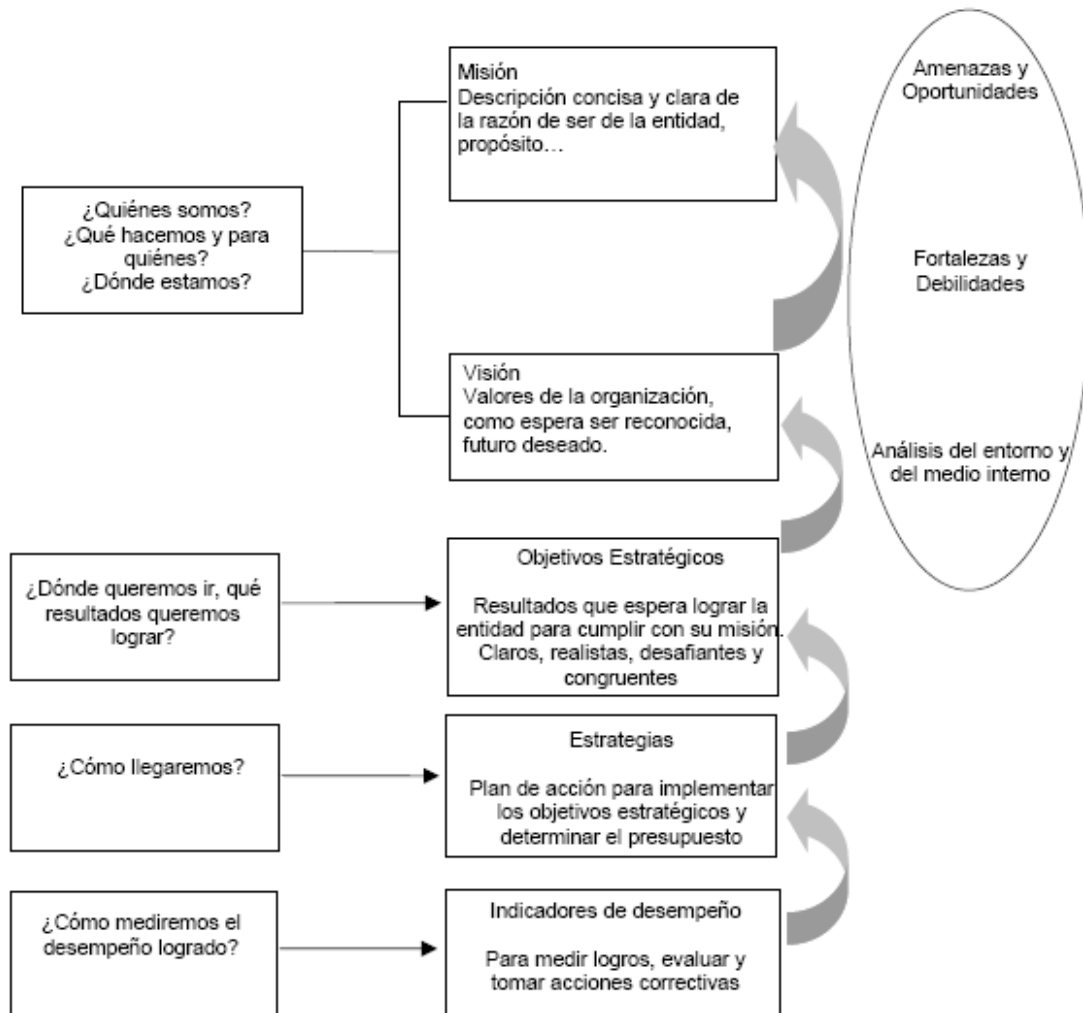 Misión
Descripción concisa y clara de
la razón de ser de la entidad,
propósito…
Amenazas y
Oportunidades
¿Quiénes somos?
¿Qué hacemos y para
quiénes?
¿Dónde estamos?
Fortalezas y
Debilidades
Visión
Valores de la organización,
como espera ser reconocida,
futuro deseado.
Análisis del entorno y
del medio interno
¿Dónde queremos ir, qué
resultados queremos
lograr?
Objetivos Estratégicos
Resultados que espera lograr la
entidad para cumplir con su misión.
Claros, realistas, desafiantes y
congruentes
¿Cómo llegaremos?
Estrategias
Plan de acción para implementar
los objetivos estratégicos y
determinar el presupuesto
¿Cómo mediremos el
desempeño logrado?
Indicadores de desempeño
Para medir logros, evaluar y
tomar acciones correctivas